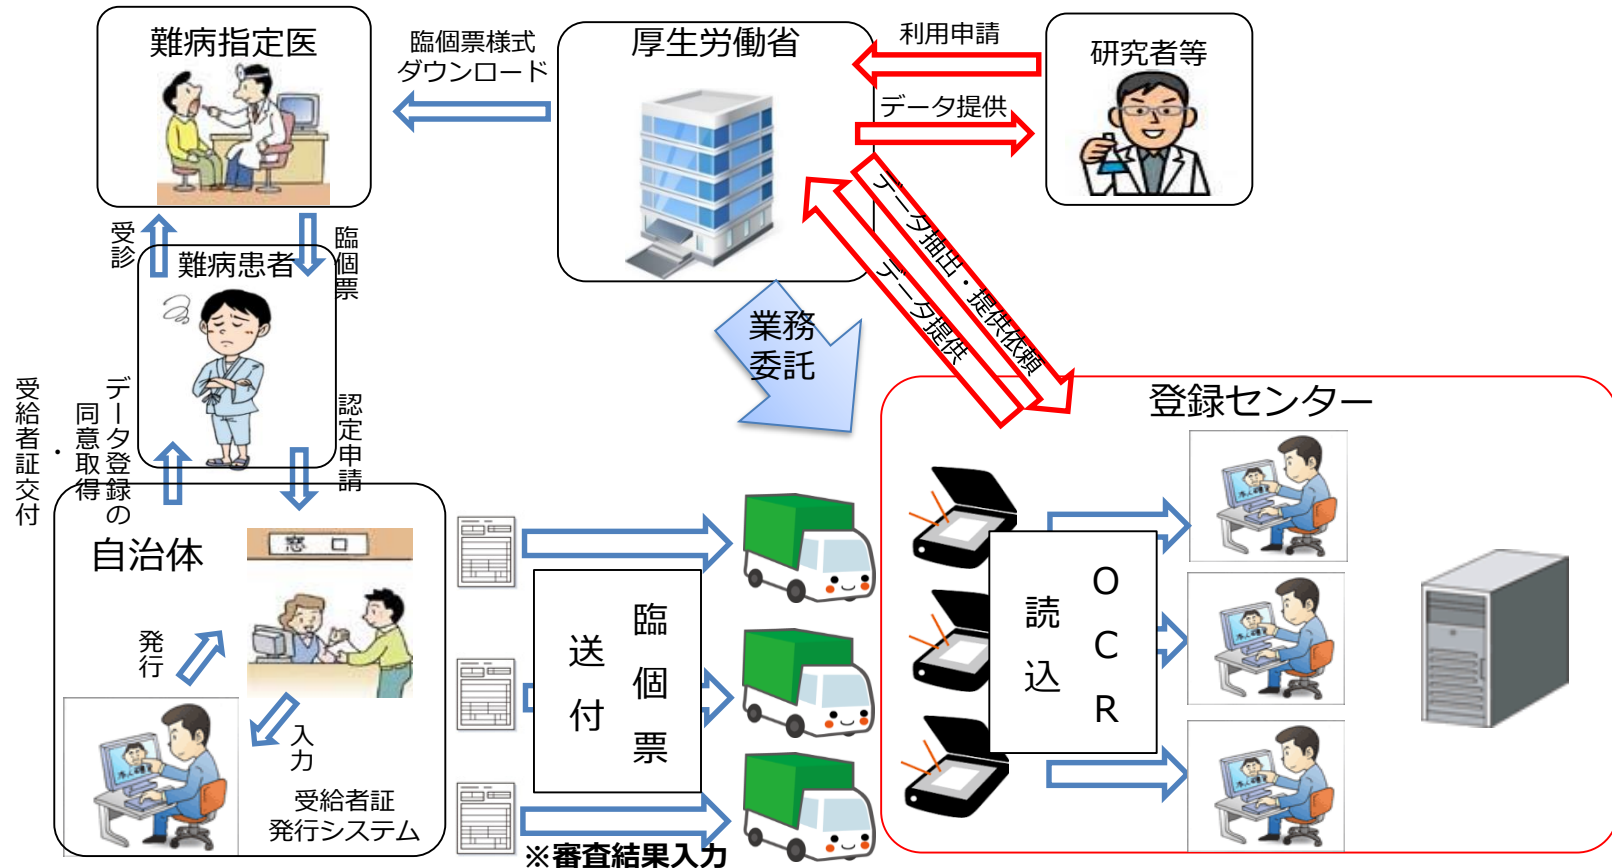 難病指定医
臨個票様式
ダウンロード
厚生労働省
利用申請
データ提供
研究者等
受診
臨個票
難病患者
データ抽出・提供依頼
データ提供
業務
委託
受給者証交付
・
データ登録の
同意取得
認定申請
登録センター
自治体
窓口
発行
入力
受給者証
発行システム
臨個票
送付
※審査結果入力
OCR
読込